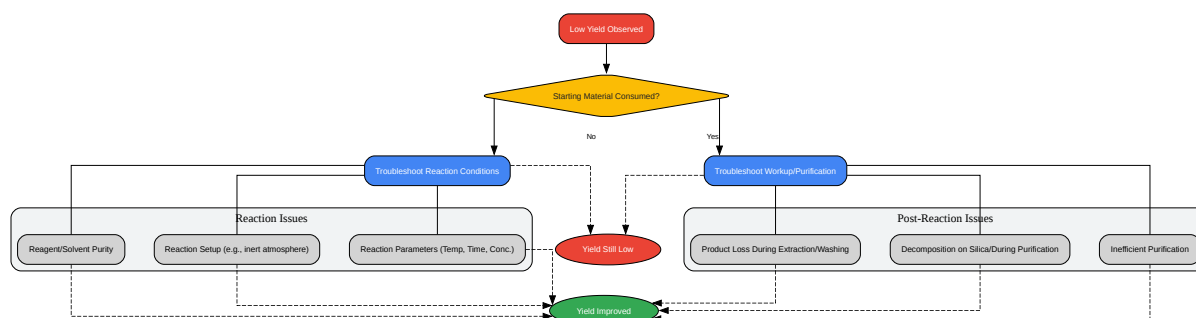 Low Yield Observed
Starting Material Consumed?
No
Yes
Troubleshoot Reaction Conditions
Troubleshoot Workup/Purification
Reaction Issues
Post-Reaction Issues
Reagent/Solvent Purity
Reaction Setup (e.g., inert atmosphere)
Reaction Parameters (Temp, Time, Conc.)
Yield Still Low
Product Loss During Extraction/Washing
Decomposition on Silica/During Purification
Inefficient Purification
Yield Improved